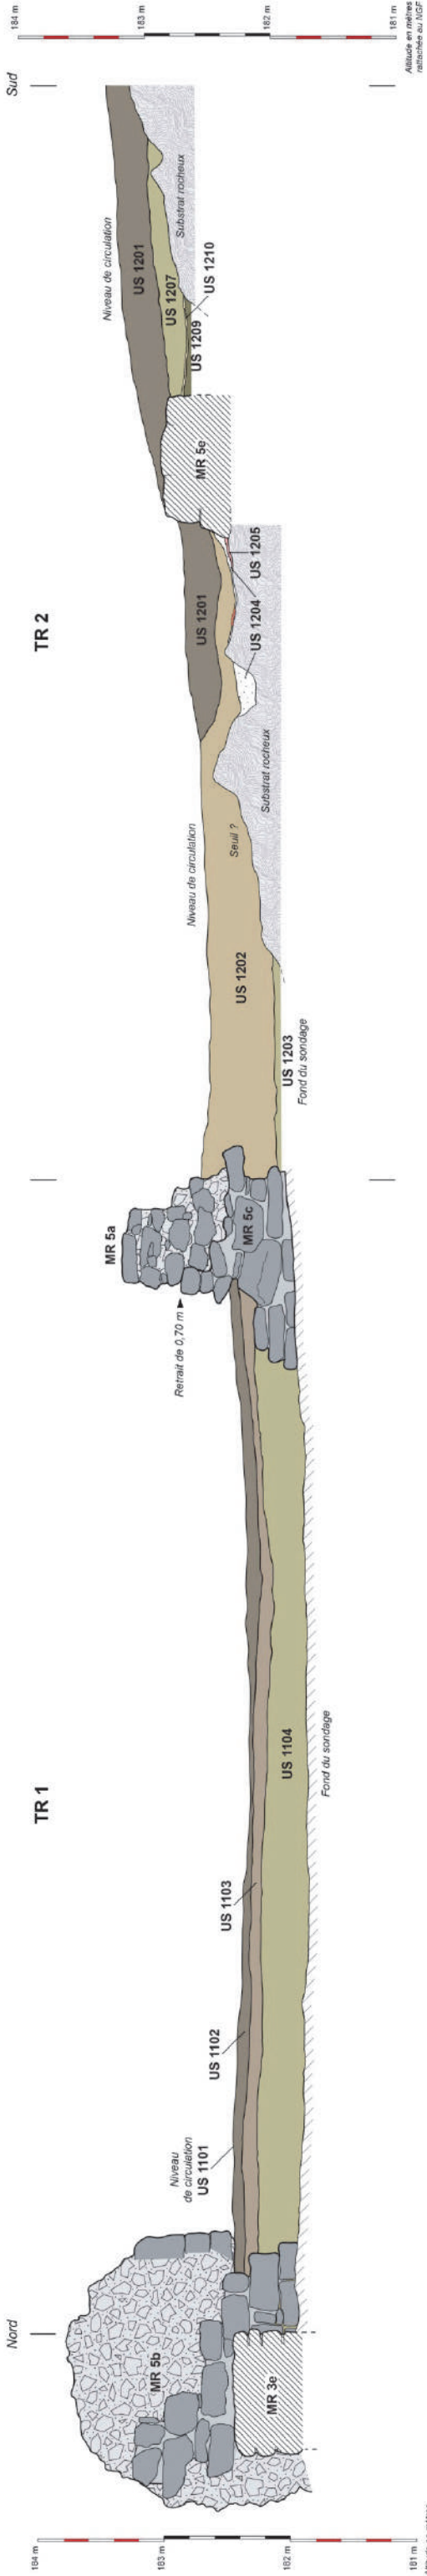 Nord
184 m
183 m
182 m
181 m
MR 5b
MR 3e
TR 1
Niveau
de circulation
US 1101
US 1102
US 1103
US 1104
Fond du sondage
Retrait de 0,70 m
MR 5a
MR 5c
TR 2
Niveau de circulation
US 1202
US 1203
Fond du sondage
Seuil ?
Substrat rocheux
US 1201
US 1204
US 1205
MR 5e
Niveau de circulation
US 1201
US 1207
US 1209
US 1210
Substrat rocheux
Sud
184 m
183 m
182 m
181 m
Altitude en mètres
rattachée au NGF